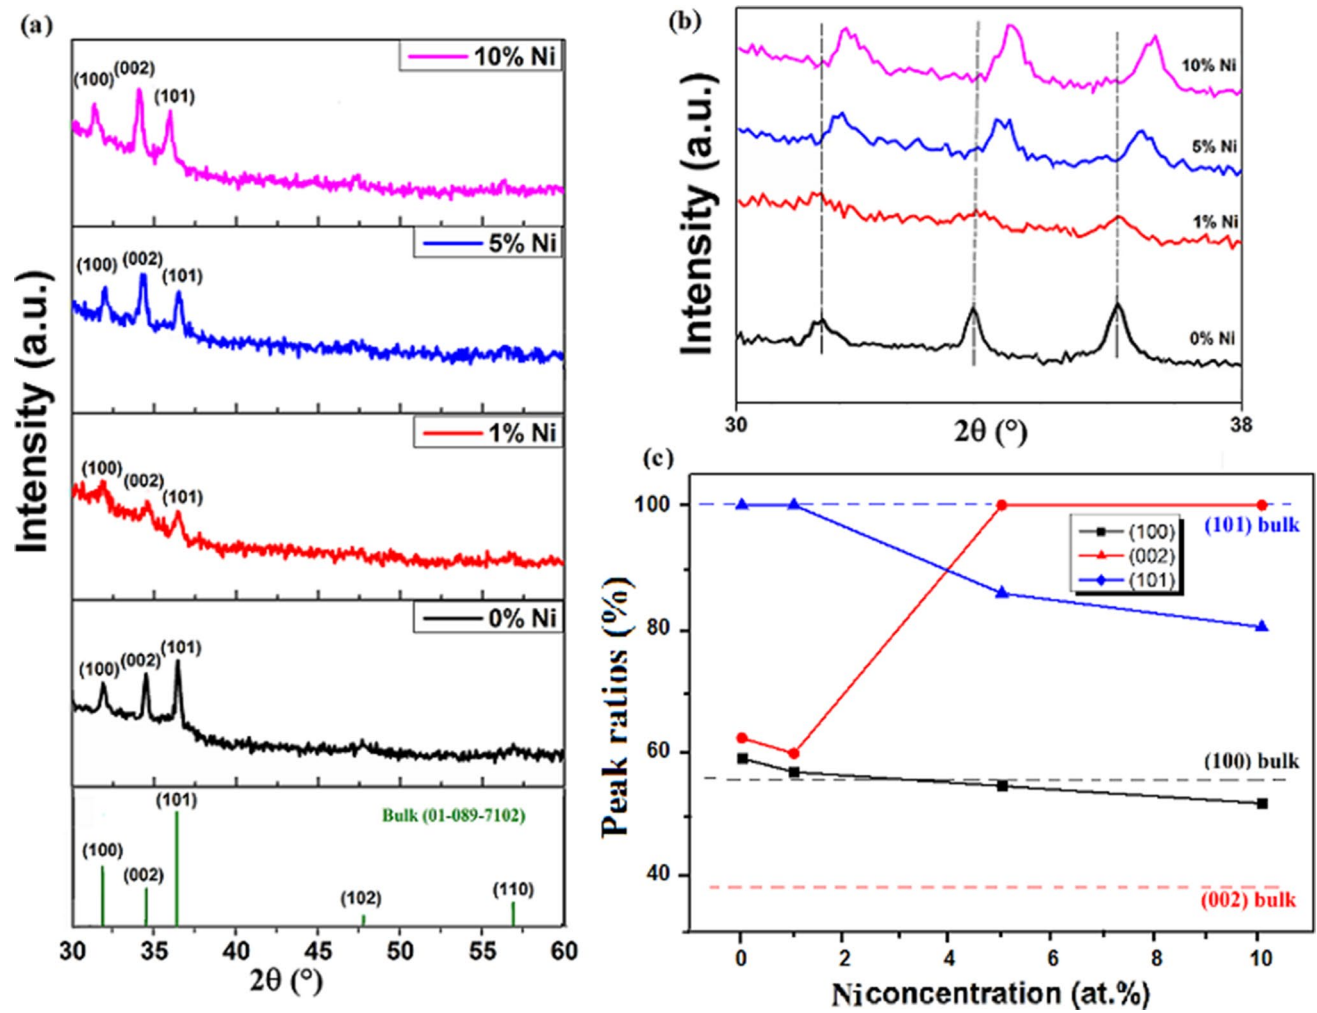 (a)
Intensity (a.u.)
10% Ni
(100)
(002)
(101)
5% Ni
(100)
(002)
(101)
1% Ni
(100)
(002)
(101)
0% Ni
(100)
(002)
(101)
Bulk (01-089-7102)
(100)
(002)
(101)
(102)
(110)
30 35 40 45 50 55 60
2θ (°)
(b)
Intensity (a.u.)
10% Ni
5% Ni
1% Ni
0% Ni
30 38
2θ (°)
(c)
Peak ratios (%)
100
80
60
40
(101) bulk
(100)
(002)
(101)
(100) bulk
(002) bulk
0 2 4 6 8 10
Ni concentration (at.%)